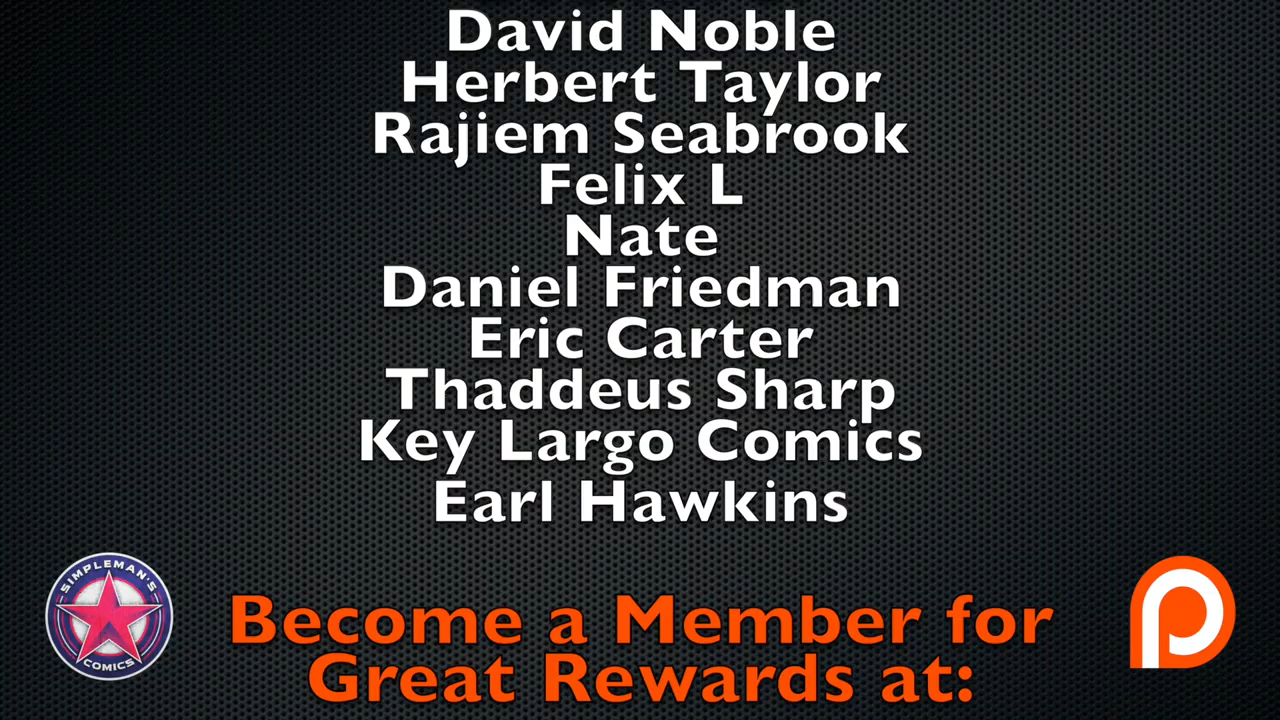 David Noble
Herbert Taylor
Rajiem Seabrook
Felix L
Nate
Daniel Friedman
Eric Carter
Thaddeus Sharp
Key Largo Comics
Earl Hawkins
SIMPLEMAN'S
COMICS
Become a Member for
Great Rewards at: